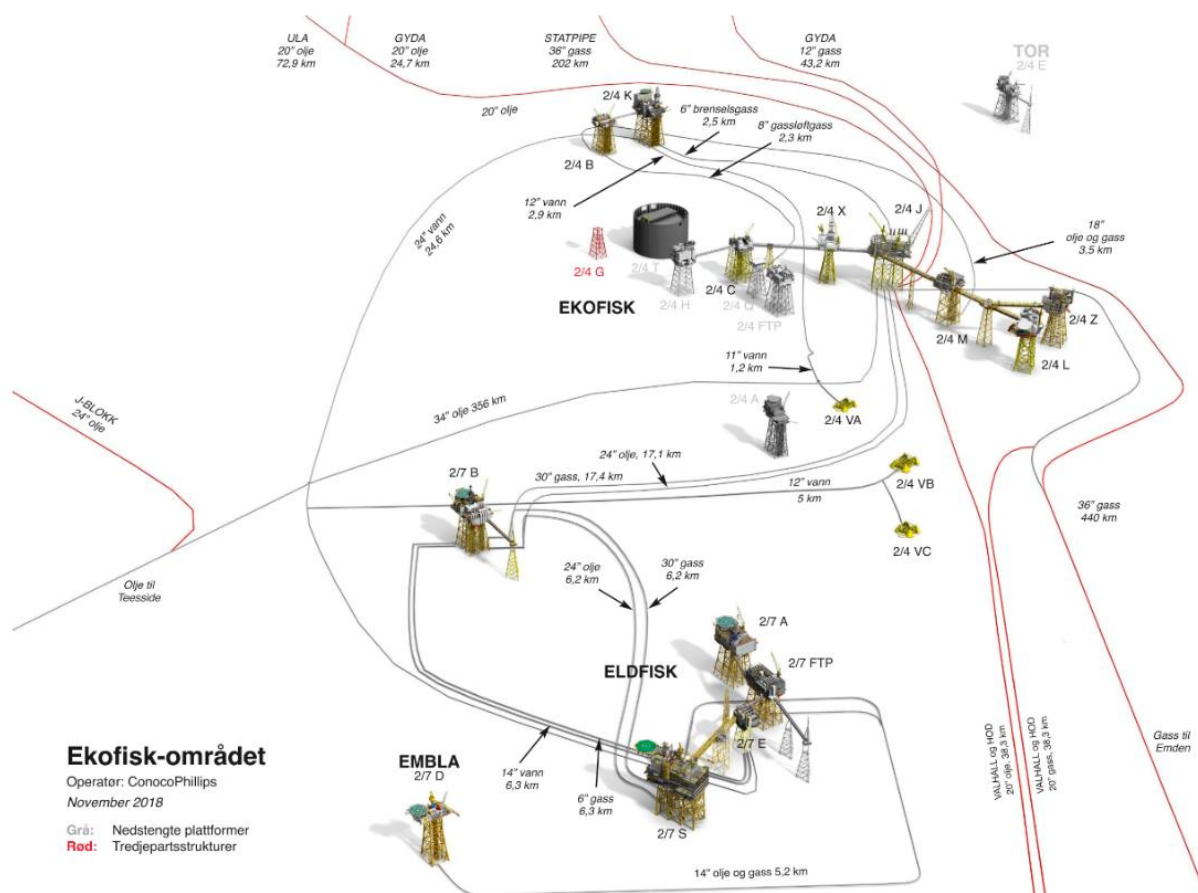 ULA
20" olje
72,9 km
GYDA
20" olje
24,7 km
STATPIPE
36" gass
202 km
GYDA
12" gass
43,2 km
TOR
2/4 E
20" olje
2/4 K
6" brenselsgass
2,5 km
8" gassløftgass
2,3 km
2/4 B
12" vann
2,9 km
24" vann
24,6 km
2/4 X
2/4 J
18"
olje og gass
3,5 km
2/4 G
2/4 T
2/4 H
2/4 C
2/4 Q
2/4 FTP
EKOFISK
2/4 M
2/4 Z
2/4 L
11" vann
1,2 km
J-BLOKK
24" olje
34" olje 356 km
2/4 A
2/4 VA
24" olje, 17,1 km
30" gass, 17,4 km
2/7 B
12" vann
5 km
2/4 VB
2/4 VC
36" gass
440 km
Olje til
Teesside
24" olje
6,2 km
30" gass
6,2 km
2/7 A
2/7 FTP
ELDFISK
2/7 E
Gass til
Emden
VALHALL og HOD
20" olje, 38,3 km
VALHALL og HOD
20" gass, 38,3 km
Ekofisk-området
Operatør: ConocoPhillips
November 2018
Grå: Nedstengte plattformer
Rød: Tredjepartsstrukturer
EMBLA
2/7 D
14" vann
6,3 km
6" gass
6,3 km
2/7 S
14" olje og gass 5,2 km